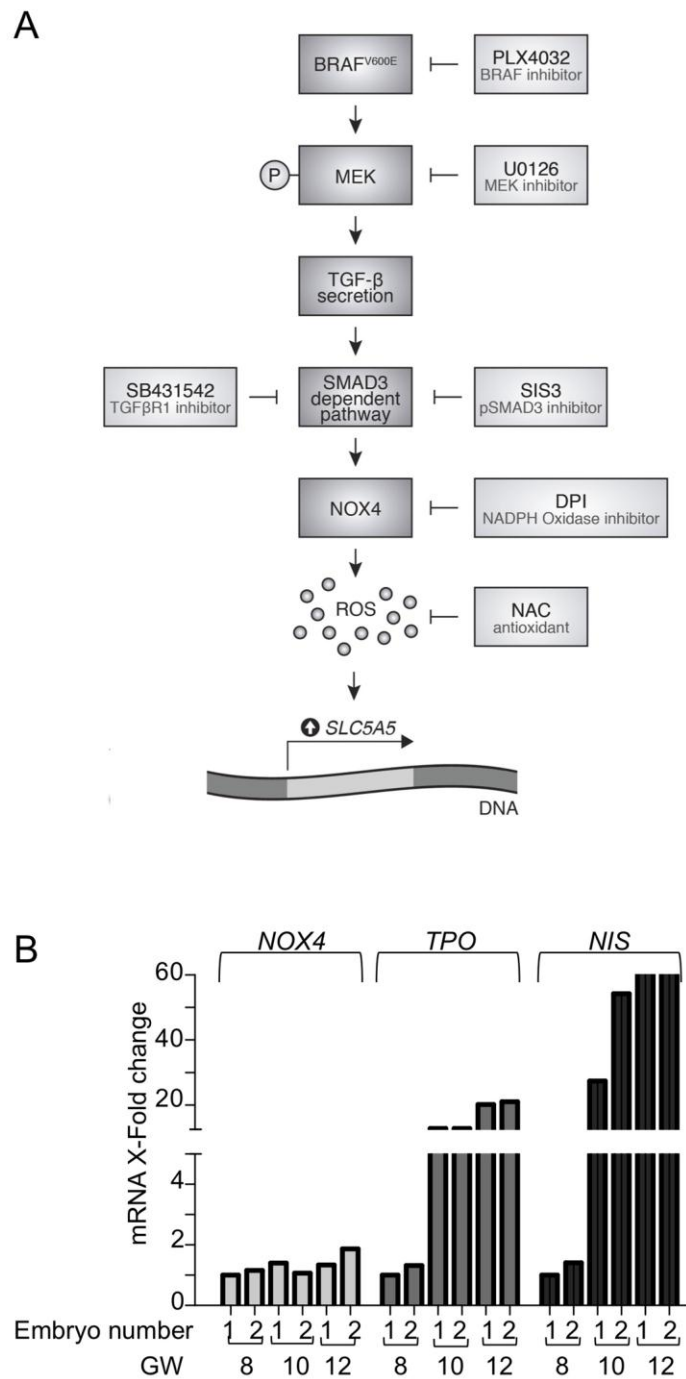 A
BRAFV600E
PLX4032
BRAF inhibitor
P
MEK
U0126
MEK inhibitor
TGF-β
secretion
SB431542
TGFβR1 inhibitor
SMAD3
dependent
pathway
SIS3
pSMAD3 inhibitor
NOX4
DPI
NADPH Oxidase inhibitor
ROS
NAC
antioxidant
SLC5A5
DNA
B
NOX4 TPO NIS
mRNA X-Fold change
60
40
20
4
2
0
Embryo number 1 2 1 2 1 2 1 2 1 2 1 2 1 2 1 2 1 2
GW 8 10 12 8 10 12 8 10 12